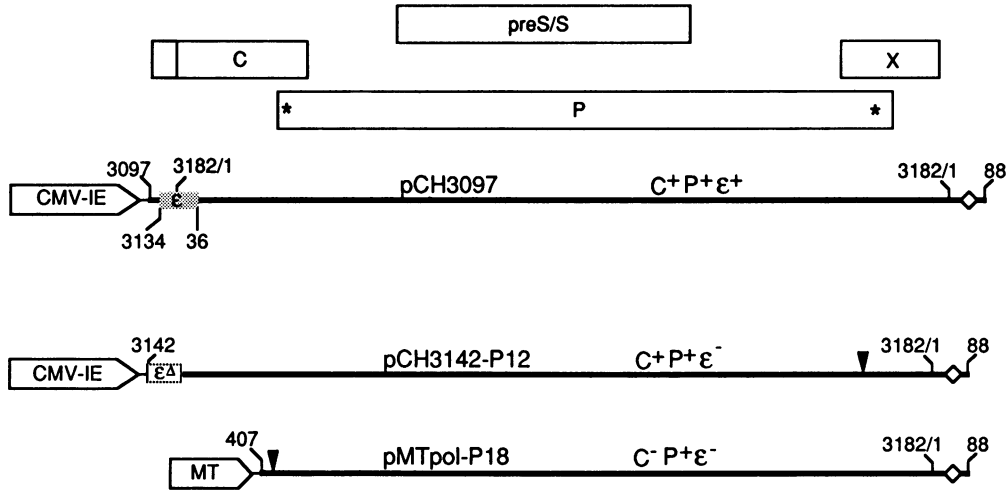 preS/S
C X
* P *
3097 3182/1 pCH3097 C⁺P⁺ε⁺ 3182/1 88
CMV-IE ε
3134 36
3142 pCH3142-P12 C⁺P⁺ε⁻ 3182/1 88
CMV-IE εᐃ
407 pMTpol-P18 C⁻P⁺ε⁻ 3182/1 88
MT